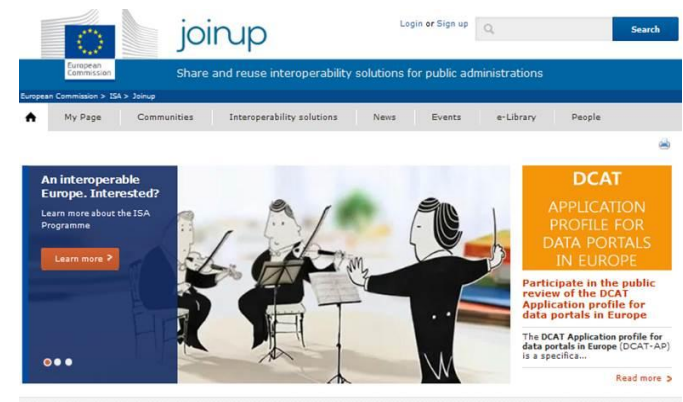 joinup
Login or Sign up
Search
European
Commission
Share and reuse interoperability solutions for public administrations
European Commission > ISA > Joinup
My Page Communities Interoperability solutions News Events e-Library People
An interoperable
Europe. Interested?
Learn more about the ISA
Programme
Learn more >
DCAT
APPLICATION
PROFILE FOR
DATA PORTALS
IN EUROPE
Participate in the public
review of the DCAT
Application profile for
data portals in Europe
The DCAT Application profile for
data portals in Europe (DCAT-AP)
is a specifica...
Read more >